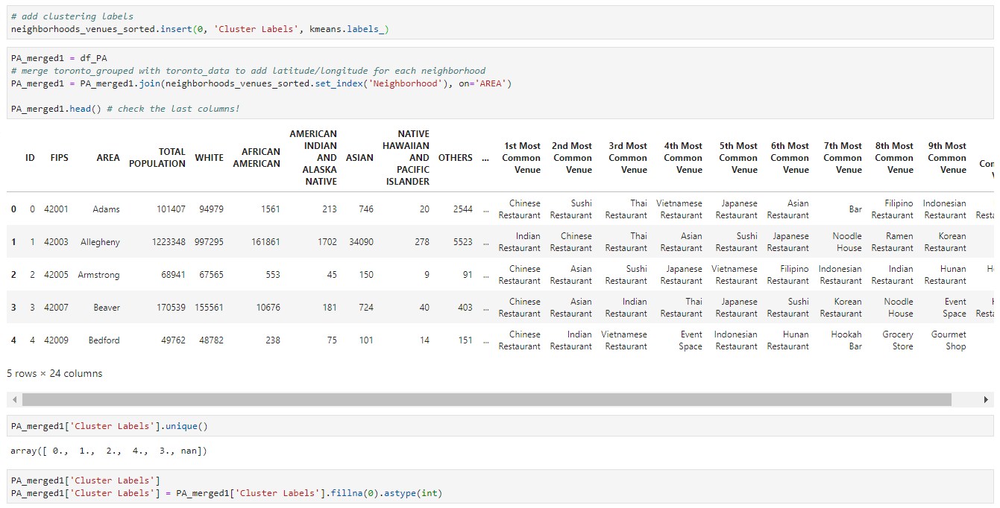 # add clustering labels
neighborhoods_venues_sorted.insert(0, 'Cluster Labels', kmeans.labels_)
PA_merged1 = df_PA
# merge toronto_grouped with toronto_data to add latitude/longitude for each neighborhood
PA_merged1 = PA_merged1.join(neighborhoods_venues_sorted.set_index('Neighborhood'), on='AREA')
PA_merged1.head() # check the last columns!
ID FIPS AREA TOTAL POPULATION WHITE AFRICAN AMERICAN AMERICAN INDIAN AND ALASKA NATIVE ASIAN NATIVE HAWAIIAN AND PACIFIC ISLANDER OTHERS ... 1st Most Common Venue 2nd Most Common Venue 3rd Most Common Venue 4th Most Common Venue 5th Most Common Venue 6th Most Common Venue 7th Most Common Venue 8th Most Common Venue 9th Most Common Venue
0 0 42001 Adams 101407 94979 1561 213 746 20 2544 ... Chinese Restaurant Sushi Restaurant Thai Restaurant Vietnamese Restaurant Japanese Restaurant Asian Restaurant Bar Filipino Restaurant Indonesian Restaurant
1 1 42003 Allegheny 1223348 997295 161861 1702 34090 278 5523 ... Indian Restaurant Chinese Restaurant Thai Restaurant Asian Restaurant Sushi Restaurant Japanese Restaurant Noodle House Ramen Restaurant Korean Restaurant
2 2 42005 Armstrong 68941 67565 553 45 150 9 91 ... Chinese Restaurant Asian Restaurant Sushi Restaurant Japanese Restaurant Vietnamese Restaurant Filipino Restaurant Indonesian Restaurant Indian Restaurant Hunan Restaurant
3 3 42007 Beaver 170539 155561 10676 181 724 40 403 ... Chinese Restaurant Asian Restaurant Indian Restaurant Thai Restaurant Japanese Restaurant Sushi Restaurant Korean Restaurant Noodle House Event Space
4 4 42009 Bedford 49762 48782 238 75 101 14 151 ... Chinese Restaurant Indian Restaurant Vietnamese Restaurant Event Space Indonesian Restaurant Hunan Restaurant Hookah Bar Grocery Store Gourmet Shop
5 rows × 24 columns
PA_merged1['Cluster Labels'].unique()
array([ 0., 1., 2., 4., 3., nan])
PA_merged1['Cluster Labels']
PA_merged1['Cluster Labels'] = PA_merged1['Cluster Labels'].fillna(0).astype(int)